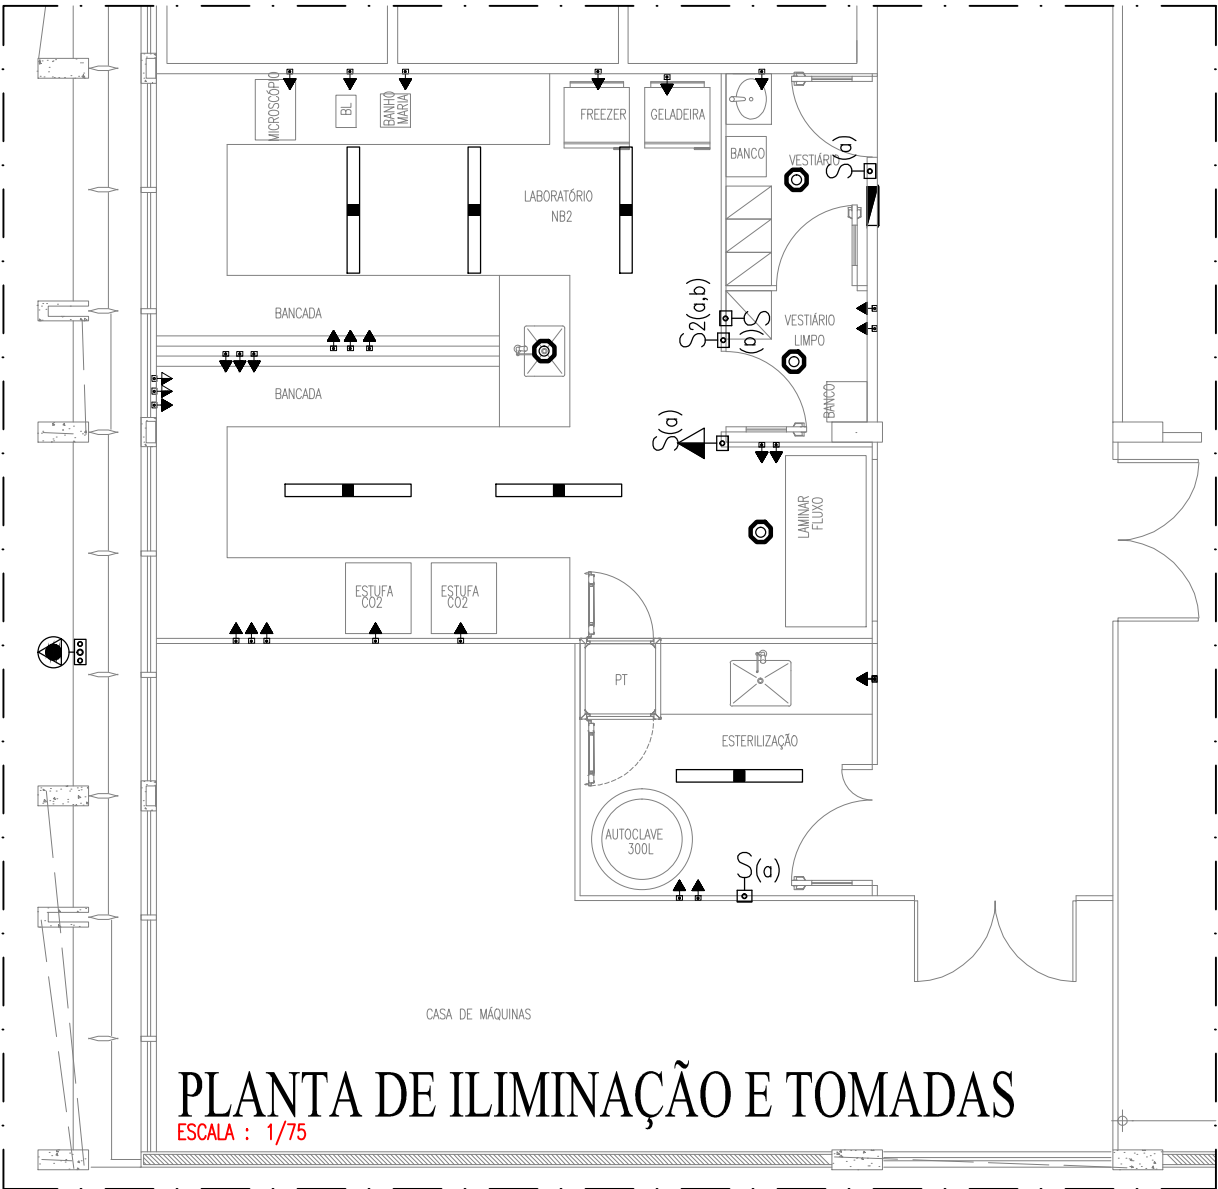 MICROSCÓPIO
BL
BANHO
MARIA
FREEZER
GELADEIRA
BANCO
VESTIÁRIO
S(a)
LABORATÓRIO
NB2
S2(a,b)
S
(b)
VESTIÁRIO
LIMPO
BANCADA
BANCADA
BANCO
S(a)
LAMINAR
FLUXO
ESTUFA
CO2
ESTUFA
CO2
PT
ESTERILIZAÇÃO
AUTOCLAVE
300L
S(a)
CASA DE MÁQUINAS
PLANTA DE ILIMINAÇÃO E TOMADAS
ESCALA : 1/75